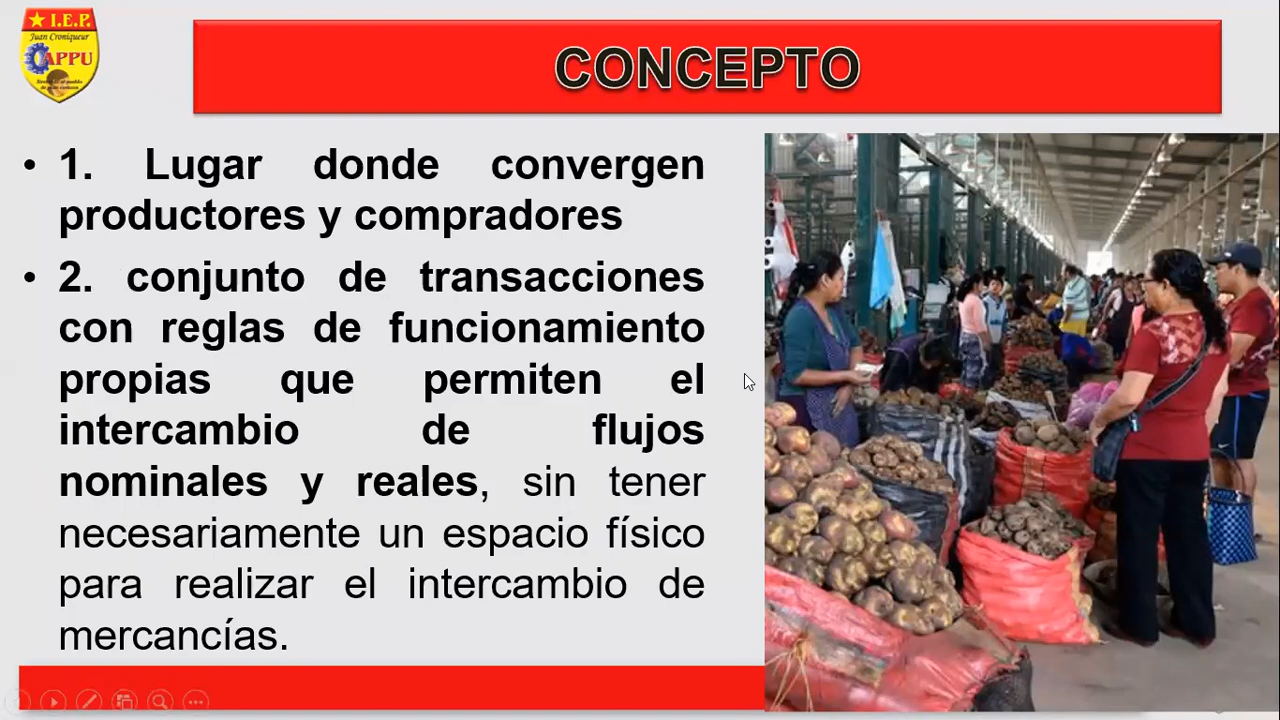 I.E.P.
Juan Croniqueur
APPU
CONCEPTO
• 1. Lugar donde convergen
productores y compradores
• 2. conjunto de transacciones
con reglas de funcionamiento
propias que permiten el
intercambio de flujos
nominales y reales, sin tener
necesariamente un espacio físico
para realizar el intercambio de
mercancías.